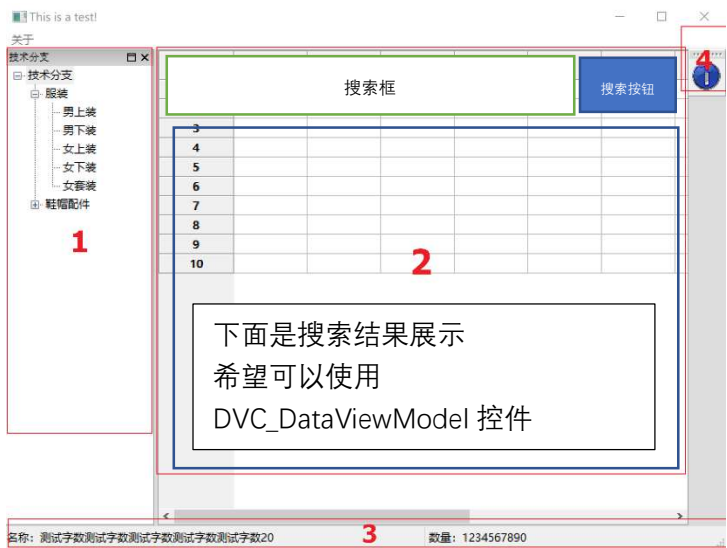 This is a test!
关于
技术分支
技术分支
服装
男上装
男下装
女上装
女下装
女套装
鞋帽配件
1
搜索框
搜索按钮
4
3
4
5
6
7
8
9
10
2
下面是搜索结果展示
希望可以使用
DVC_DataViewModel 控件
名称: 测试字数测试字数测试字数测试字数测试字数20
3
数量: 1234567890